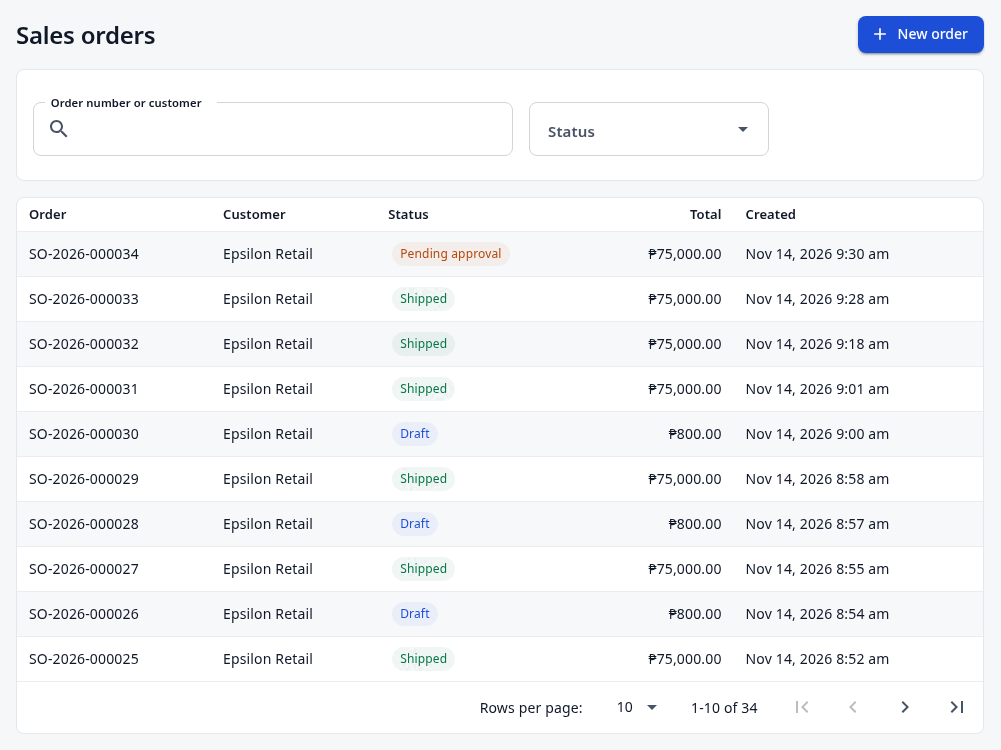 Sales orders
New order
Order number or customer
Status
Order Customer Status Total Created
SO-2026-000034 Epsilon Retail Pending approval ₱75,000.00 Nov 14, 2026 9:30 am
SO-2026-000033 Epsilon Retail Shipped ₱75,000.00 Nov 14, 2026 9:28 am
SO-2026-000032 Epsilon Retail Shipped ₱75,000.00 Nov 14, 2026 9:18 am
SO-2026-000031 Epsilon Retail Shipped ₱75,000.00 Nov 14, 2026 9:01 am
SO-2026-000030 Epsilon Retail Draft ₱800.00 Nov 14, 2026 9:00 am
SO-2026-000029 Epsilon Retail Shipped ₱75,000.00 Nov 14, 2026 8:58 am
SO-2026-000028 Epsilon Retail Draft ₱800.00 Nov 14, 2026 8:57 am
SO-2026-000027 Epsilon Retail Shipped ₱75,000.00 Nov 14, 2026 8:55 am
SO-2026-000026 Epsilon Retail Draft ₱800.00 Nov 14, 2026 8:54 am
SO-2026-000025 Epsilon Retail Shipped ₱75,000.00 Nov 14, 2026 8:52 am
Rows per page: 10 1-10 of 34